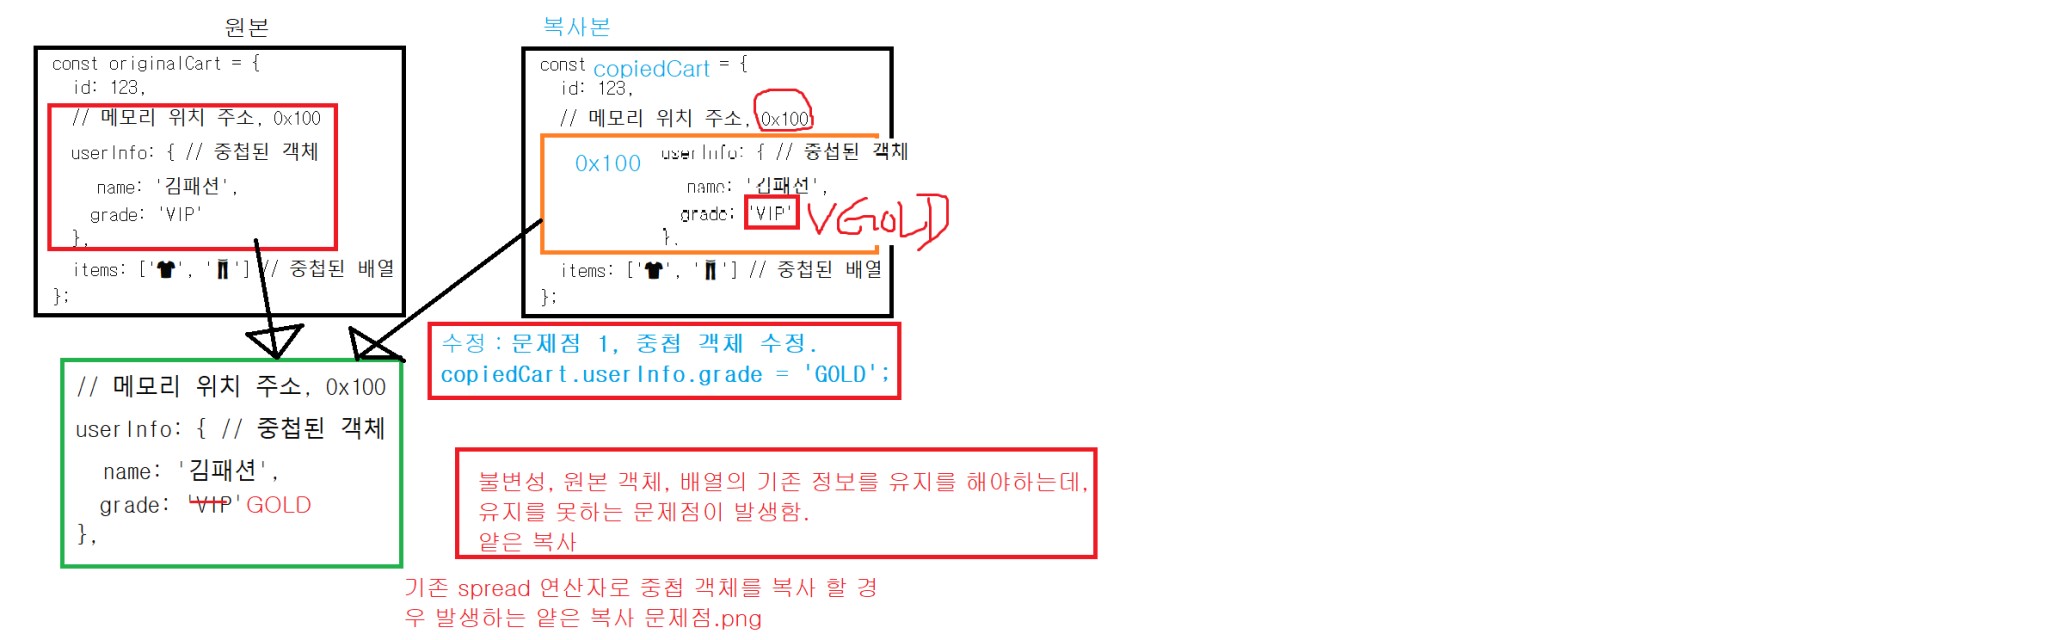 원본
const originalCart = {
id: 123,
// 메모리 위치 주소, 0x100
userInfo: { // 중첩된 객체
name: '김패션',
grade: 'VIP'
},
items: ['👕', '👖'] // 중첩된 배열
};
복사본
const copiedCart = {
id: 123,
// 메모리 위치 주소, 0x100
0x100 userInfo: { // 중첩된 객체
name: '김패션',
grade: 'VIP' VGOLD
},
items: ['👕', '👖'] // 중첩된 배열
};
수정 : 문제점 1, 중첩 객체 수정.
copiedCart.userInfo.grade = 'GOLD';
// 메모리 위치 주소, 0x100
userInfo: { // 중첩된 객체
name: '김패션',
grade: 'VIP' GOLD
},
불변성, 원본 객체, 배열의 기존 정보를 유지를 해야하는데,
유지를 못하는 문제점이 발생함.
얕은 복사
기존 spread 연산자로 중첩 객체를 복사 할 경
우 발생하는 얕은 복사 문제점.png